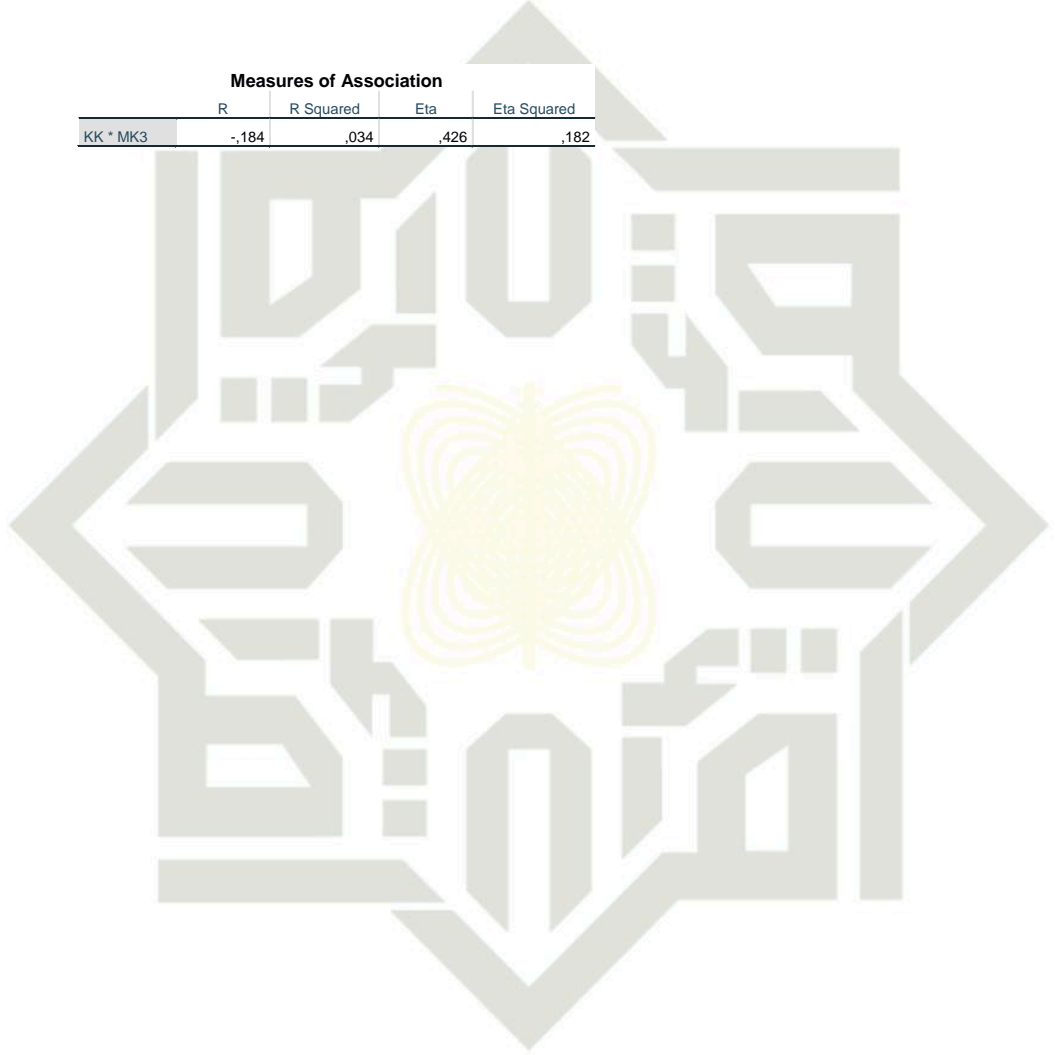 Measures of Association
R R Squared Eta Eta Squared
KK * MK3 -,184 ,034 ,426 ,182